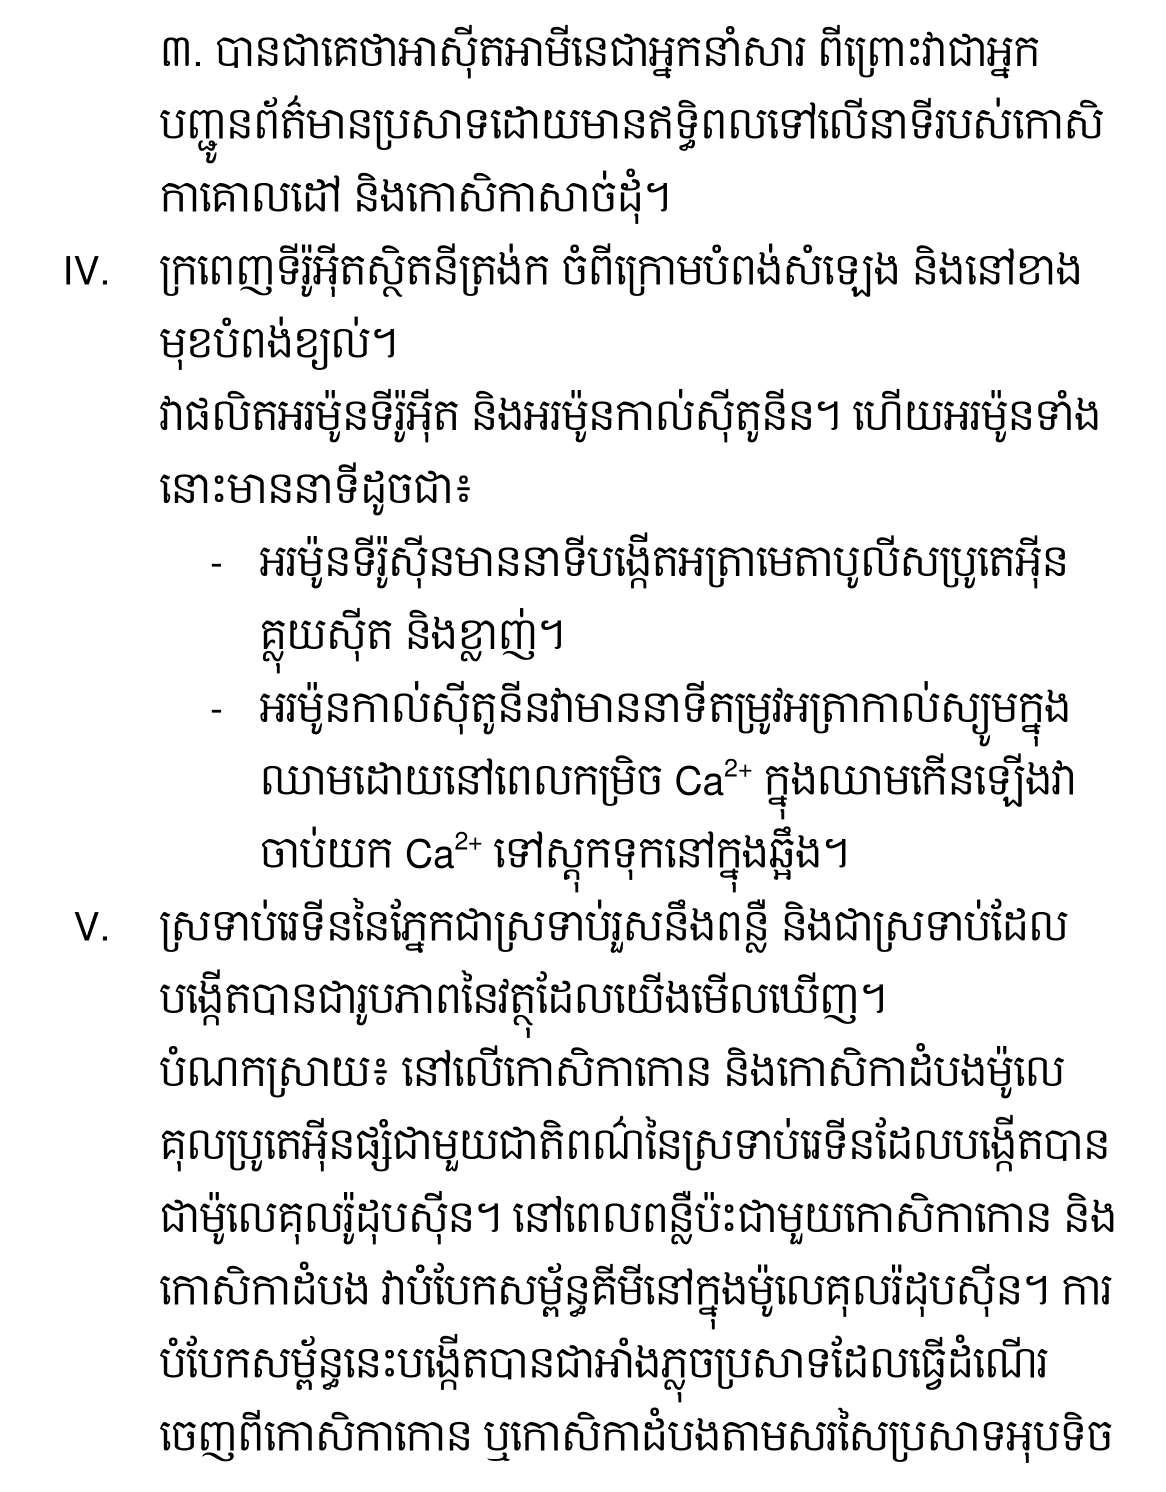 ៣. បានជាគេថាអាស៊ីតអាមីនេជាអ្នកនាំសារ ពីព្រោះវាជាអ្នក
បញ្ជូនព័ត៌មានប្រសាទដោយមានឥទ្ធិពលទៅលើនាទីរបស់កោសិ
កាគោលដៅ និងកោសិកាសាច់ដុំ។
IV. ក្រពេញទីរ៉ូអ៊ីតស្ថិតនីត្រង់ក ចំពីក្រោមបំពង់សំឡេង និងនៅខាង
មុខបំពង់ខ្យល់។
វាផលិតអរម៉ូនទីរ៉ូអ៊ីត និងអរម៉ូនកាល់ស៊ីតូនីន។ ហើយអរម៉ូនទាំង
នោះមាននាទីដូចជា៖
- អរម៉ូនទីរ៉ូស៊ីនមាននាទីបង្កើតអត្រាមេតាបូលីសប្រូតេអ៊ីន
គ្លុយស៊ីត និងខ្លាញ់។
- អរម៉ូនកាល់ស៊ីតូនីនវាមាននាទីតម្រូវអត្រាកាល់ស្យូមក្នុង
ឈាមដោយនៅពេលកម្រិច Ca²⁺ ក្នុងឈាមកើនឡើងវា
ចាប់យក Ca²⁺ ទៅស្តុកទុកនៅក្នុងឆ្អឹង។
V. ស្រទាប់រេទីននៃភ្នែកជាស្រទាប់រួសនឹងពន្លឺ និងជាស្រទាប់ដែល
បង្កើតបានជារូបភាពនៃវត្ថុដែលយើងមើលឃើញ។
បំណកស្រាយ៖ នៅលើកោសិកាកោន និងកោសិកាដំបងម៉ូលេ
គុលប្រូតេអ៊ីនផ្សំជាមួយជាតិពណ៌នៃស្រទាប់រេទីនដែលបង្កើតបាន
ជាម៉ូលេគុលរ៉ូដុបស៊ីន។ នៅពេលពន្លឺប៉ះជាមួយកោសិកាកោន និង
កោសិកាដំបង វាបំបែកសម្ព័ន្ធគីមីនៅក្នុងម៉ូលេគុលរ៉ដុបស៊ីន។ ការ
បំបែកសម្ព័ន្ធនេះបង្កើតបានជាអាំងភ្លុចប្រសាទដែលធ្វើដំណើរ
ចេញពីកោសិកាកោន ឬកោសិកាដំបងតាមសរសៃប្រសាទអុបទិច